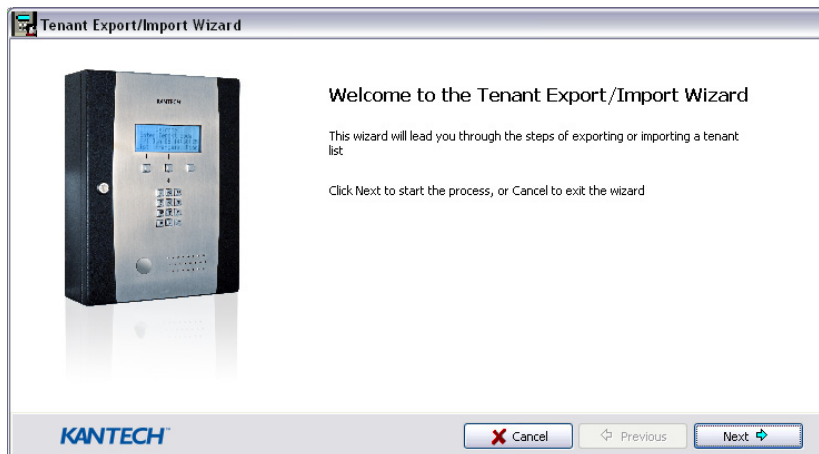 Tenant Export/Import Wizard
KANTECH
Welcome to the Tenant Export/Import Wizard
This wizard will lead you through the steps of exporting or importing a tenant
list
Click Next to start the process, or Cancel to exit the wizard
KANTECH
Cancel
Previous
Next